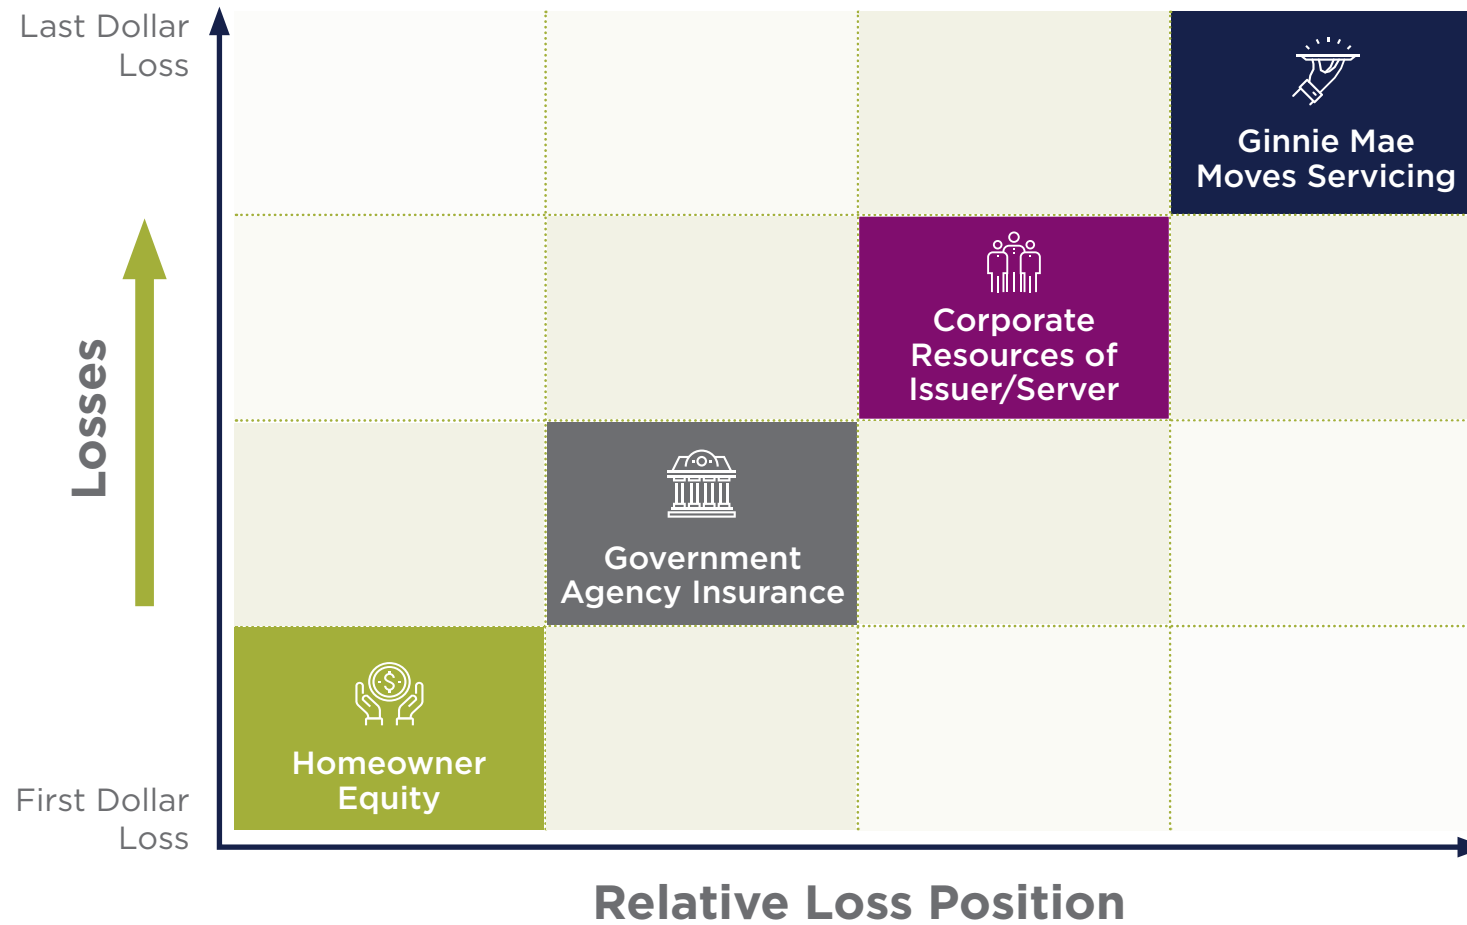 Last Dollar
Loss
Ginnie Mae
Moves Servicing
Corporate
Resources of
Issuer/Server
Losses
Government
Agency Insurance
$
Homeowner
Equity
First Dollar
Loss
Relative Loss Position